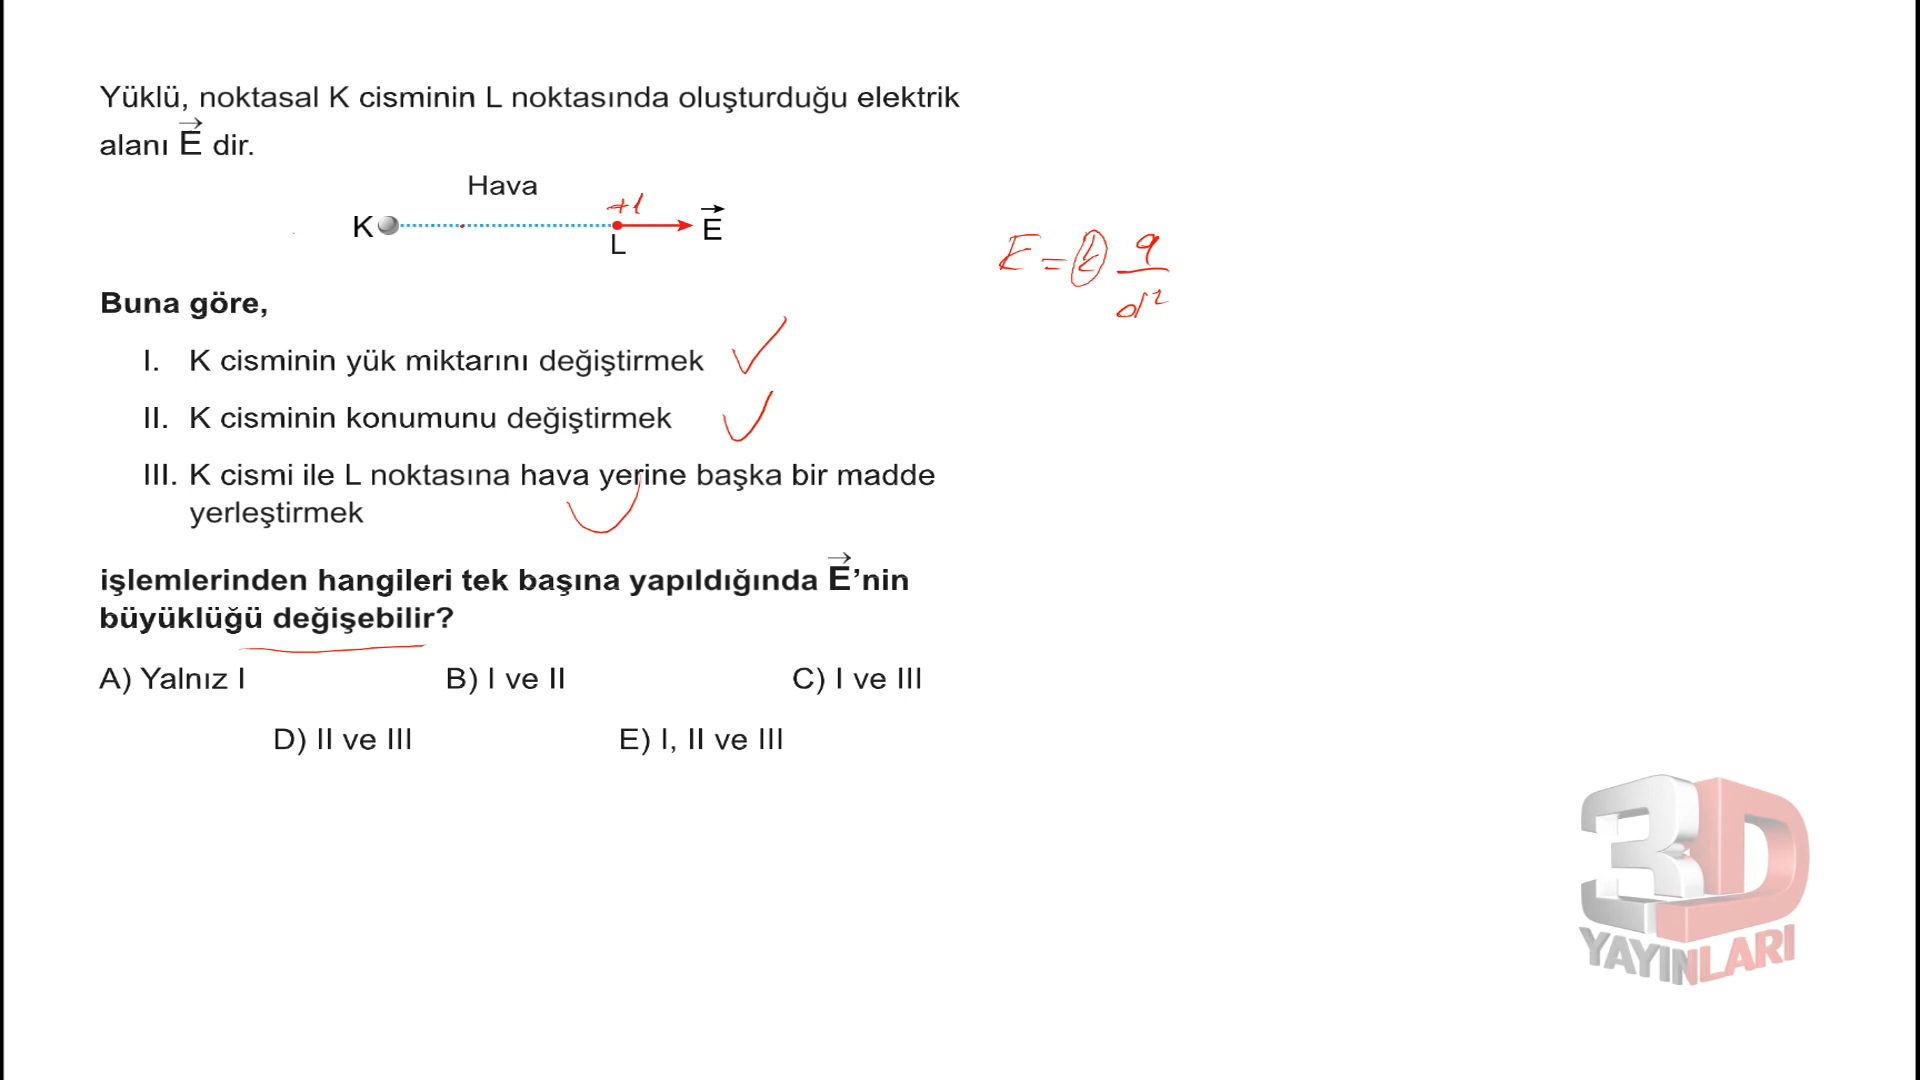 Yüklü, noktasal K cisminin L noktasında oluşturduğu elektrik
alanı E⃗ dir.
Hava
+1
K
L
E⃗
E = k q / d²
Buna göre,
I. K cisminin yük miktarını değiştirmek
II. K cisminin konumunu değiştirmek
III. K cismi ile L noktasına hava yerine başka bir madde
yerleştirmek
işlemlerinden hangileri tek başına yapıldığında E⃗’nin
büyüklüğü değişebilir?
A) Yalnız I B) I ve II C) I ve III
D) II ve III E) I, II ve III
3D
YAYINLARI